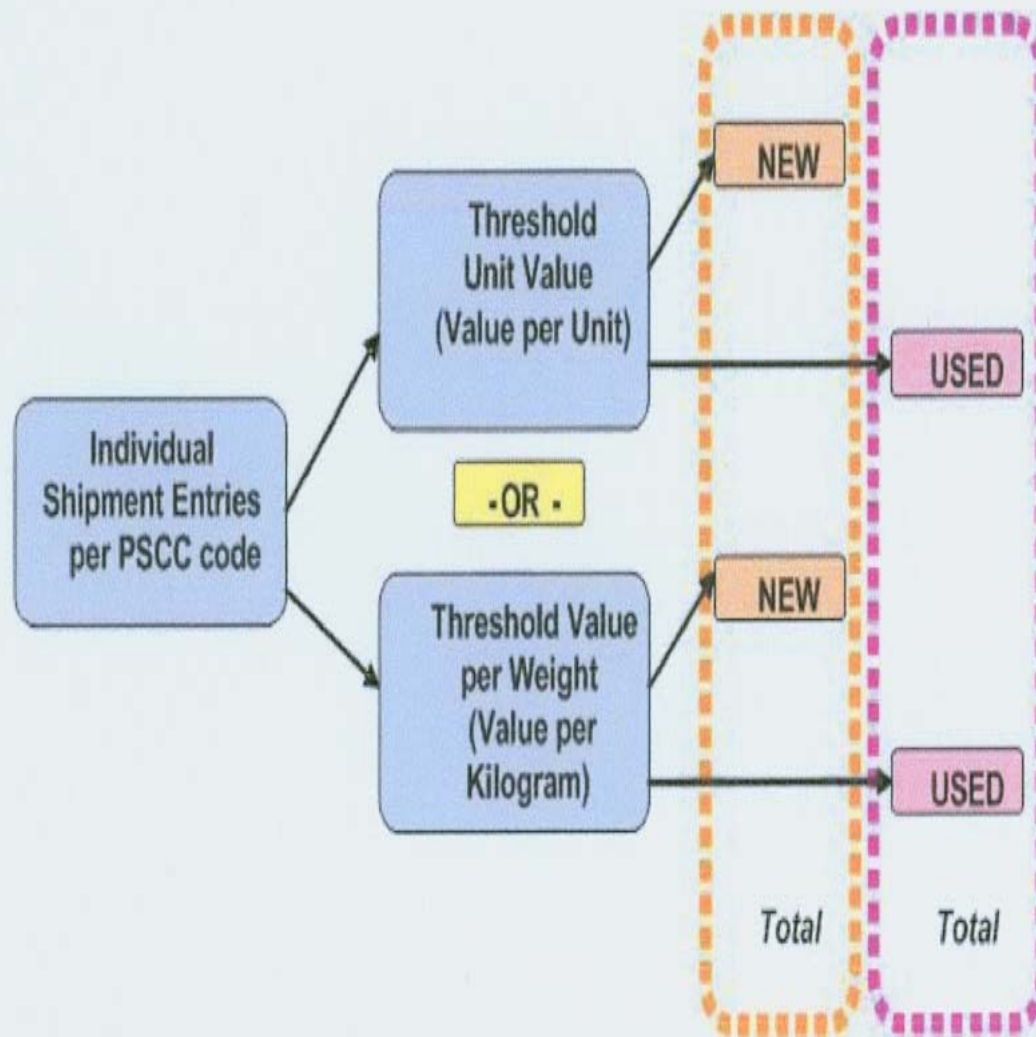 Individual
Shipment Entries
per PSCC code
Threshold
Unit Value
(Value per Unit)
-OR -
Threshold Value
per Weight
(Value per
Kilogram)
NEW
USED
NEW
USED
Total
Total